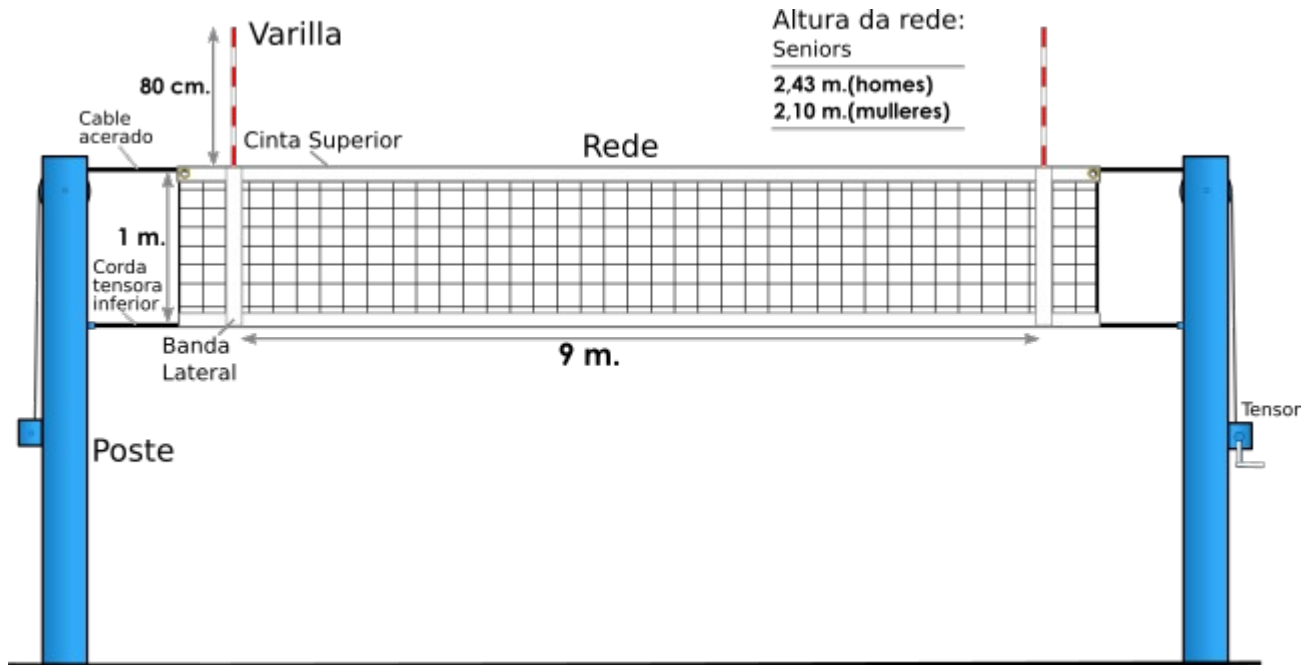 Varilla
Altura da rede:
Seniors
2,43 m.(homes)
2,10 m.(mulleres)
80 cm.
Cable
acerado
Cinta Superior
Rede
1 m.
Corda
tensora
inferior
Banda
Lateral
9 m.
Tensor
Poste